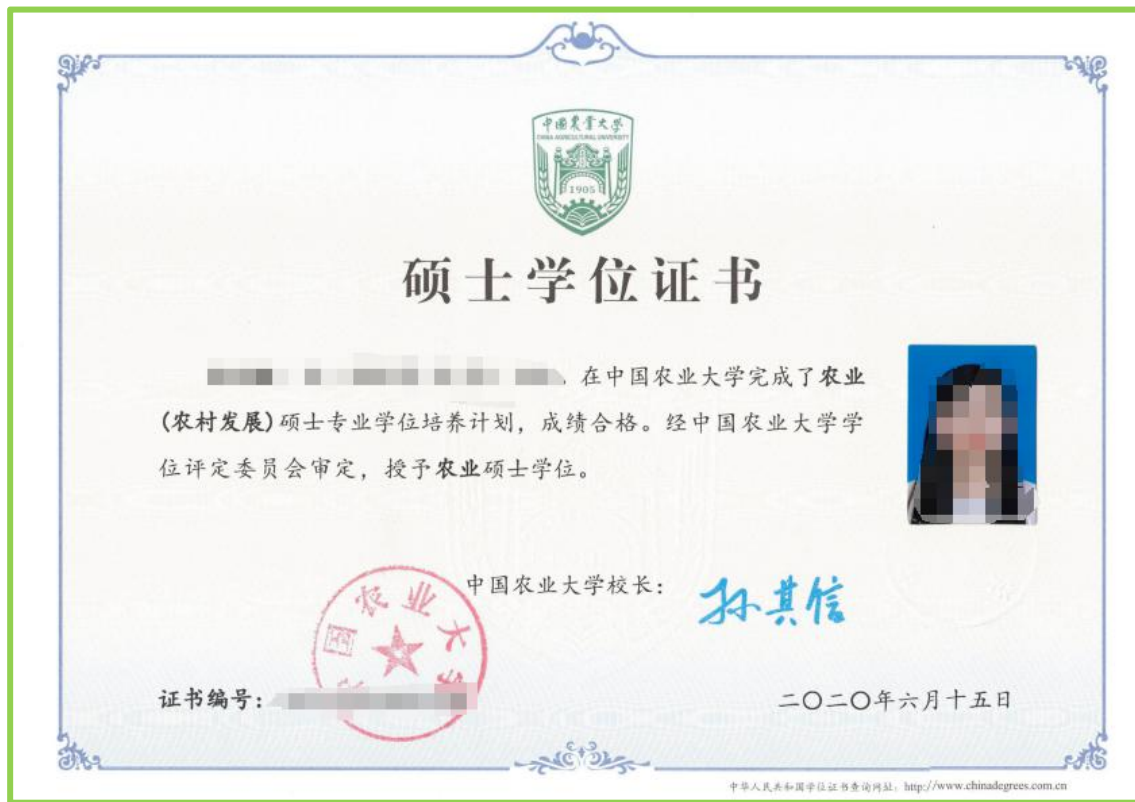 中国农业大学
CHINA AGRICULTURAL UNIVERSITY
1905
硕士学位证书
，在中国农业大学完成了农业
(农村发展)硕士专业学位培养计划，成绩合格。经中国农业大学学
位评定委员会审定，授予农业硕士学位。
中国农业大学校长：
孙其信
中国农业大学
证书编号：
二〇二〇年六月十五日
中华人民共和国学位证书查询网址：http://www.chinadegrees.com.cn